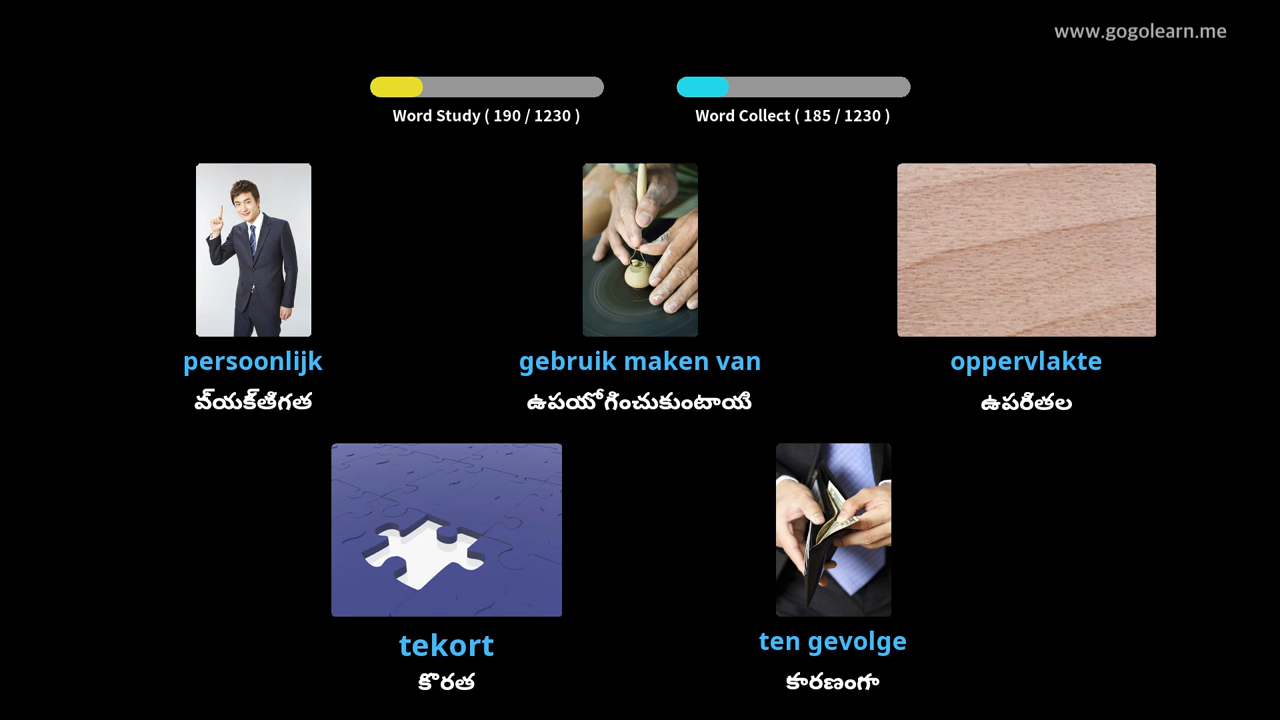 www.gogolearn.me
Word Study ( 190 / 1230 )
Word Collect ( 185 / 1230 )
persoonlijk
gebruik maken van
oppervlakte
వ్యక్తిగత
ఉపయోగించుకుంటాయి
ఉపరితల
tekort
ten gevolge
కొరత
కారణంగా